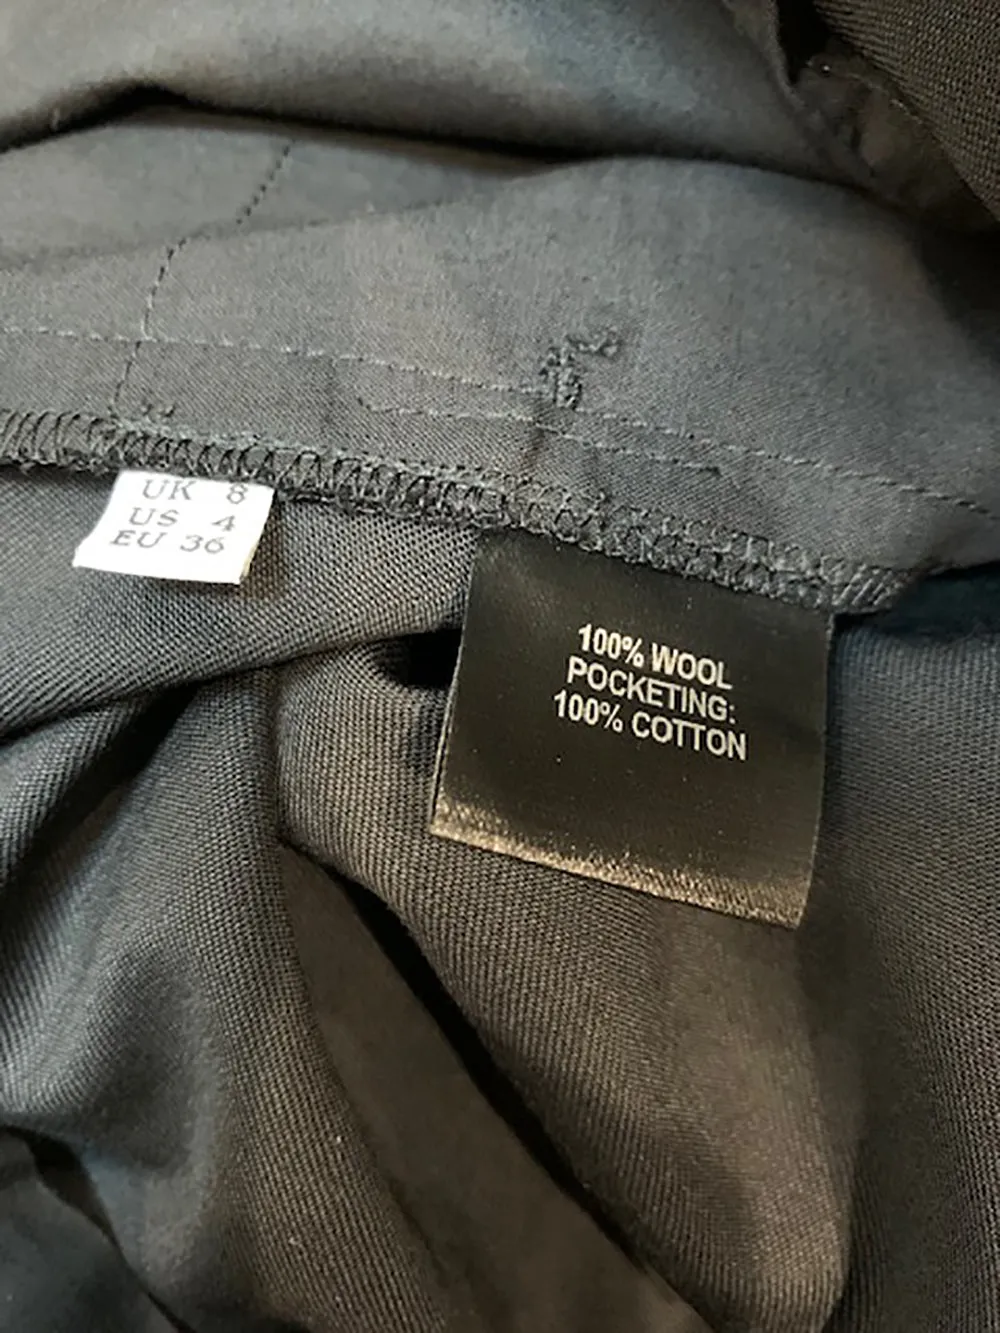 UK 8
US 4
EU 36
100% WOOL
POCKETING:
100% COTTON